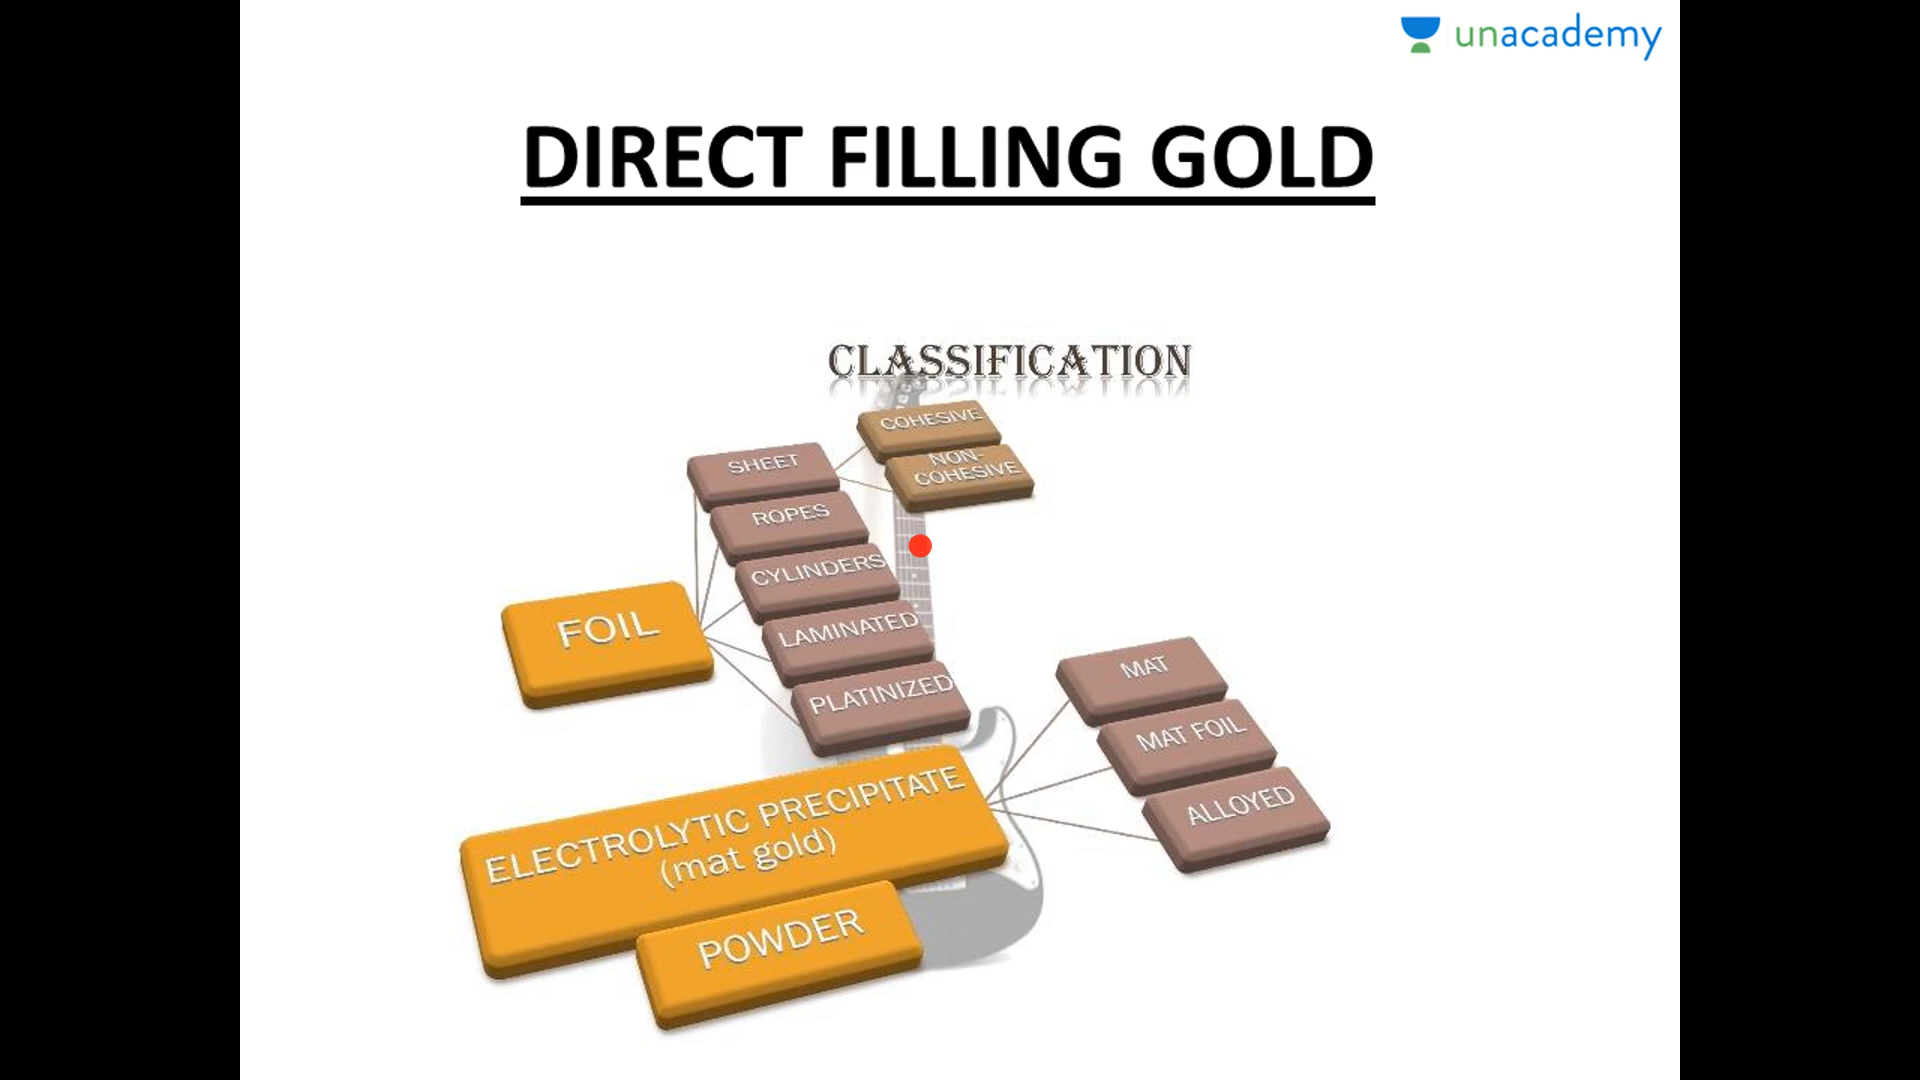 unacademy
DIRECT FILLING GOLD
CLASSIFICATION
COHESIVE
NON-
COHESIVE
SHEET
ROPES
CYLINDERS
LAMINATED
PLATINIZED
FOIL
MAT
MAT FOIL
ALLOYED
ELECTROLYTIC PRECIPITATE
(mat gold)
POWDER